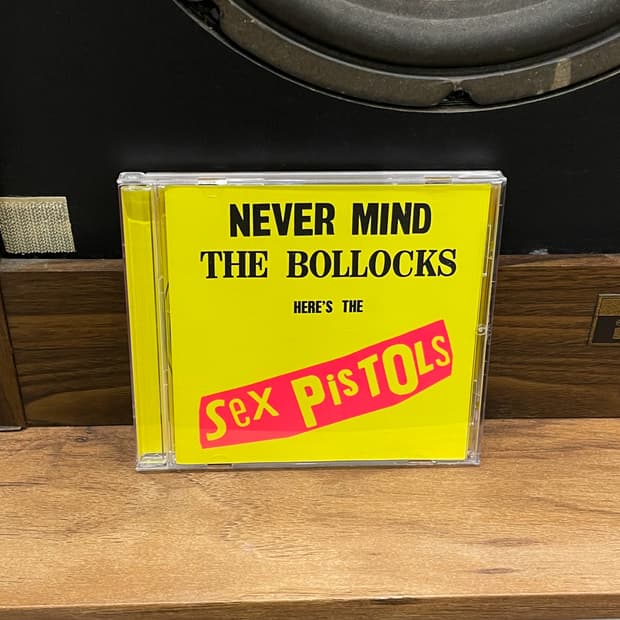 NEVER MIND
THE BOLLOCKS
HERE'S THE
Sex PiSTOLs